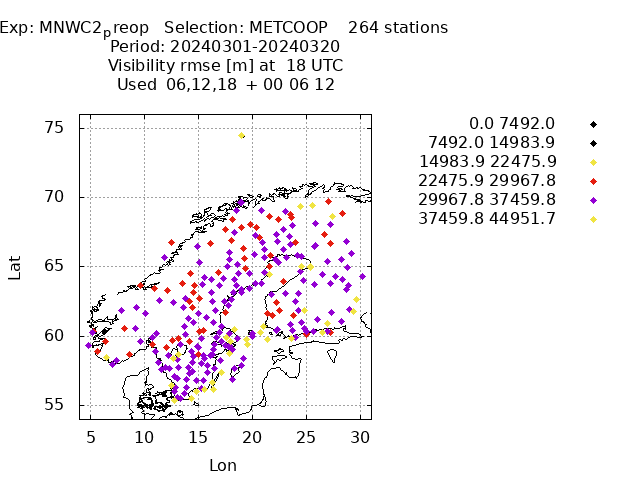 Exp: MNWC2preop   Selection: METCOOP    264 stations
Period: 20240301-20240320
Visibility rmse [m] at  18 UTC
Used  06,12,18  + 00 06 12
0.0 7492.0
7492.0 14983.9
14983.9 22475.9
22475.9 29967.8
29967.8 37459.8
37459.8 44951.7
75
70
65
60
55
Lat
5 10 15 20 25 30
Lon